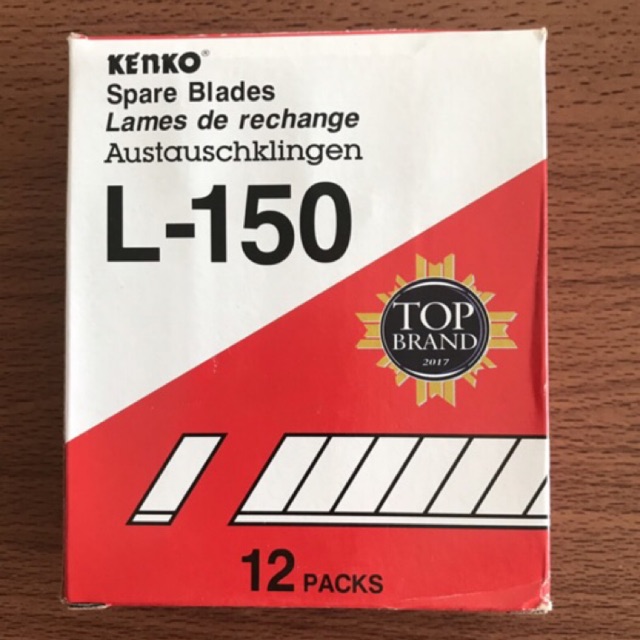 KENKO®
Spare Blades
Lames de rechange
Austauschklingen
L-150
TOP
BRAND
2017
12 PACKS